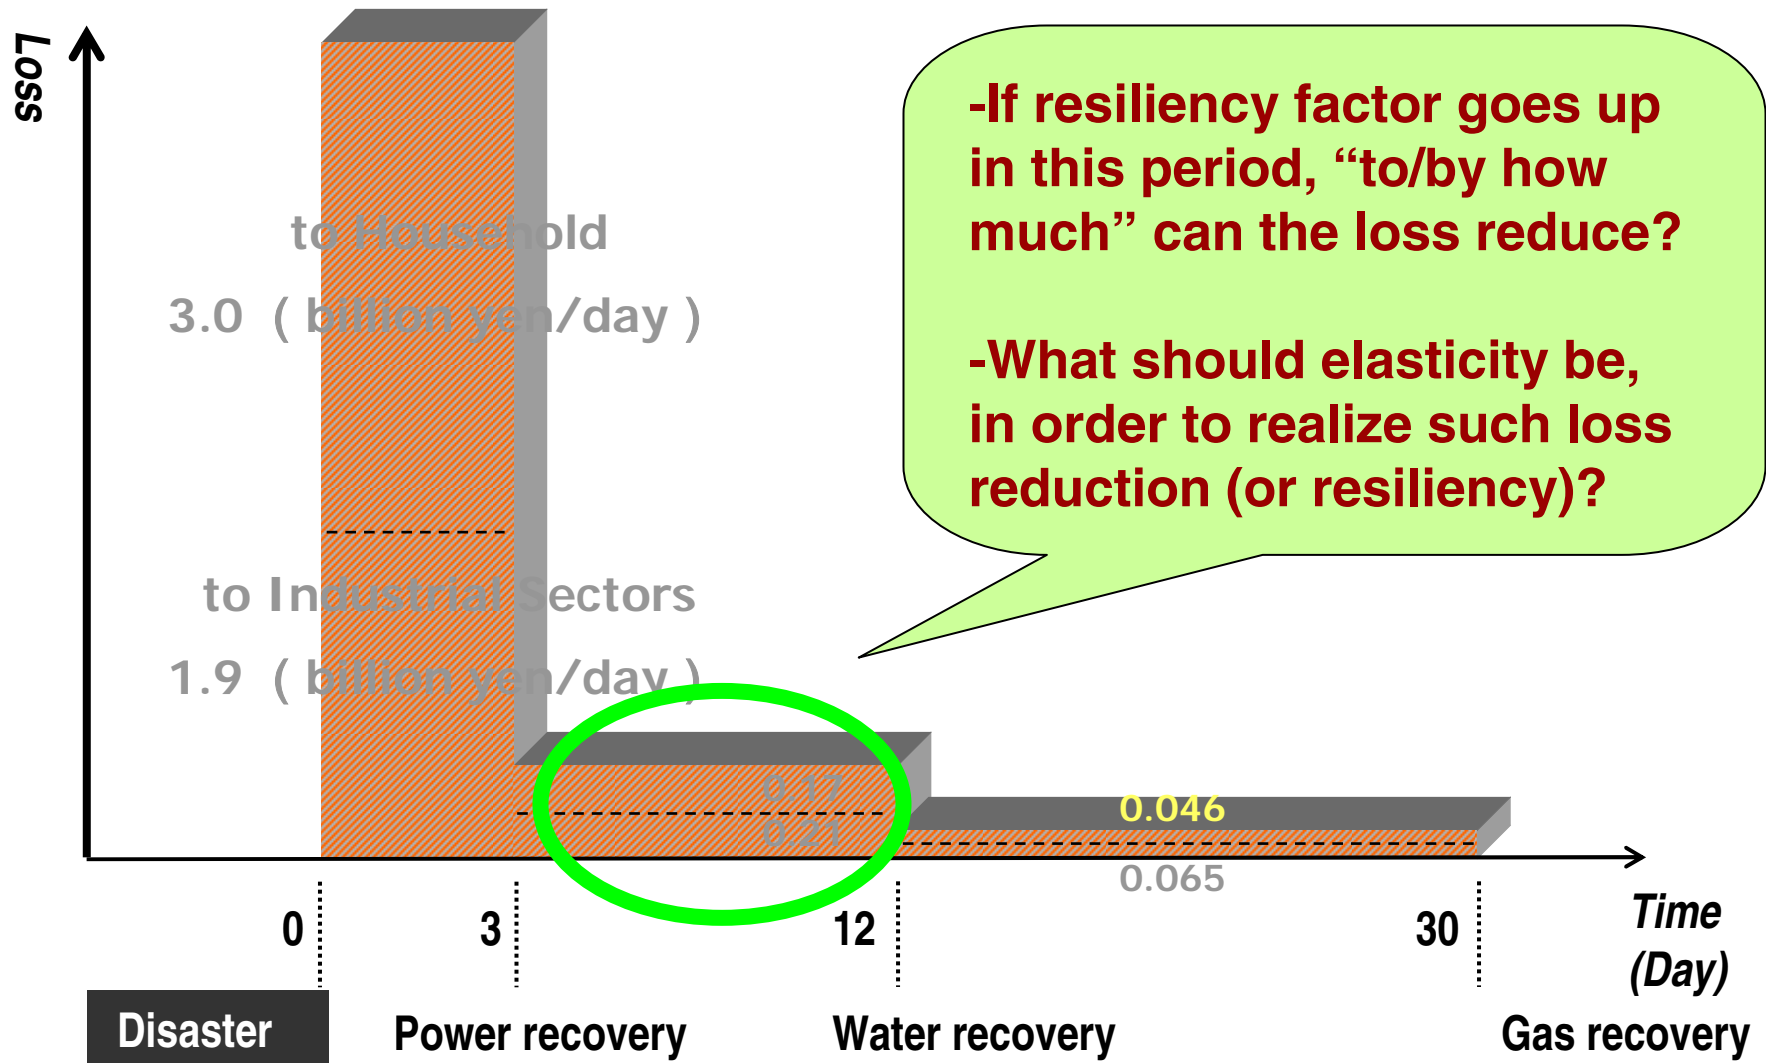 Loss
-If resiliency factor goes up
in this period, “to/by how
much” can the loss reduce?
-What should elasticity be,
in order to realize such loss
reduction (or resiliency)?
to Household
3.0 ( billion yen/day )
to Industrial Sectors
1.9 ( billion yen/day )
0.17
0.21
0.046
0.065
0
3
12
30
Time
(Day)
Disaster
Power recovery
Water recovery
Gas recovery